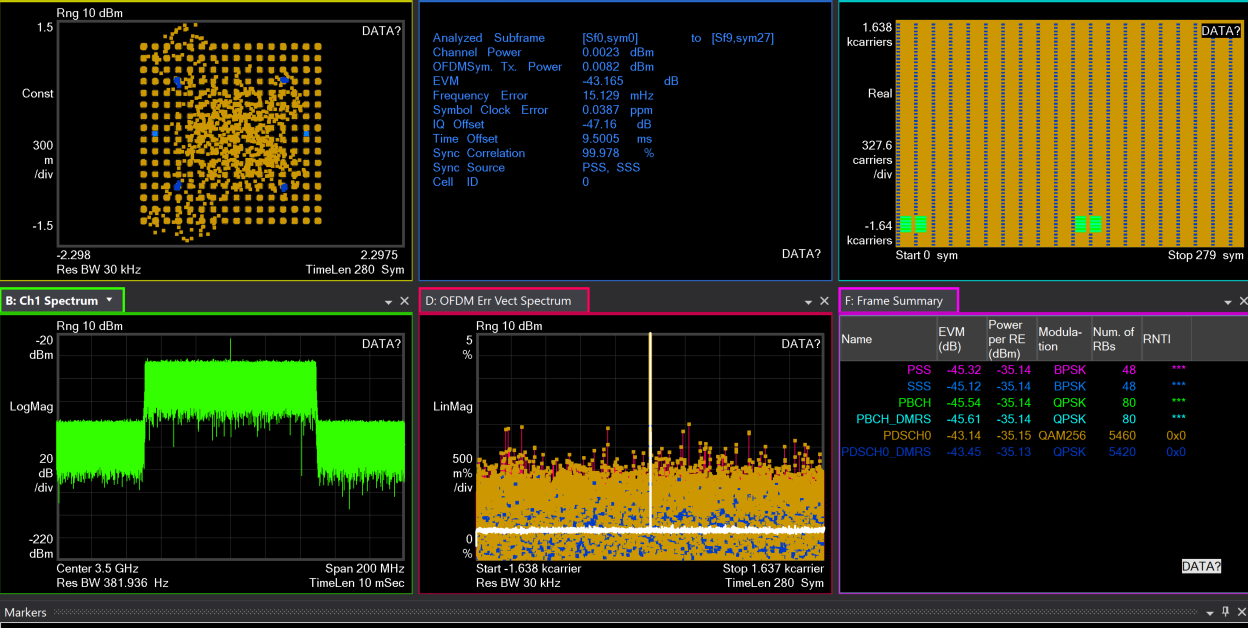 Rng 10 dBm
1.5
DATA?
Const
300
m
/div
-1.5
-2.298
2.2975
Res BW 30 kHz
TimeLen 280 Sym
Analyzed Subframe [Sf0,sym0] to [Sf9,sym27]
Channel Power 0.0023 dBm
OFDMSym. Tx. Power 0.0082 dBm
EVM -43.165 dB
Frequency Error 15.129 mHz
Symbol Clock Error 0.0387 ppm
IQ Offset -47.16 dB
Time Offset 9.5005 ms
Sync Correlation 99.978 %
Sync Source PSS, SSS
Cell ID 0
DATA?
1.638
kcarriers
DATA?
Real
327.6
carriers
/div
-1.64
kcarriers
Start 0 sym
Stop 279 sym
B: Ch1 Spectrum
Rng 10 dBm
-20
dBm
DATA?
LogMag
20
dB
/div
-220
dBm
Center 3.5 GHz
Span 200 MHz
Res BW 381.936 Hz
TimeLen 10 mSec
D: OFDM Err Vect Spectrum
Rng 10 dBm
5
%
DATA?
LinMag
500
m%
/div
0
%
Start -1.638 kcarrier
Stop 1.637 kcarrier
Res BW 30 kHz
TimeLen 280 Sym
F: Frame Summary
Name EVM (dB) Power per RE (dBm) Modula-tion Num. of RBs RNTI
PSS -45.32 -35.14 BPSK 48 ***
SSS -45.12 -35.14 BPSK 48 ***
PBCH -45.54 -35.14 QPSK 80 ***
PBCH_DMRS -45.61 -35.14 QPSK 80 ***
PDSCH0 -43.14 -35.15 QAM256 5460 0x0
PDSCH0_DMRS -43.45 -35.13 QPSK 5420 0x0
DATA?
Markers